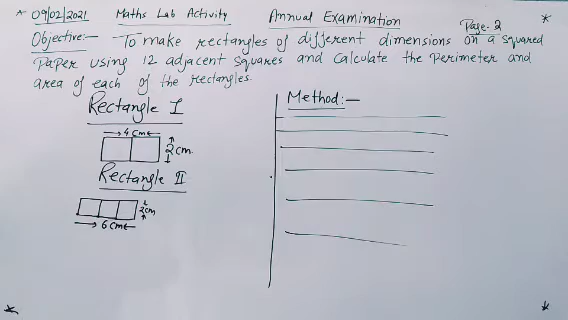 09/02/2021 Maths Lab Activity Annual Examination Page-2
Objective:- To make rectangles of different dimensions on a squared
paper using 12 adjacent squares and calculate the perimeter and
area of each of the rectangles.
Rectangle I
4 cm
2 cm.
Rectangle II
2cm
6 cm
Method:-